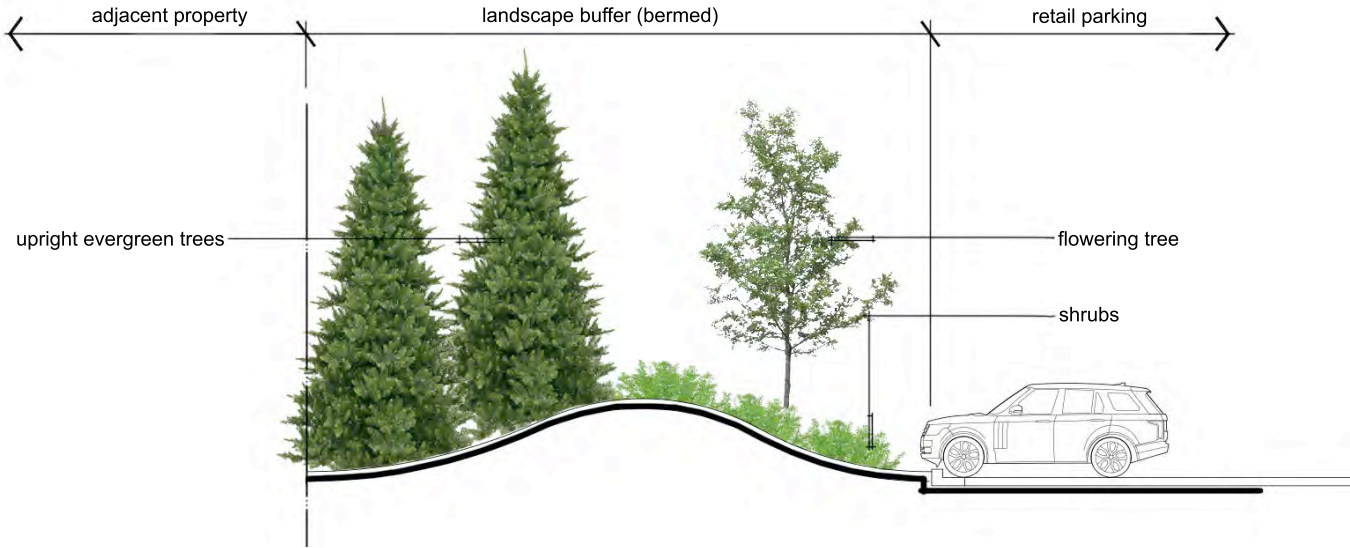 adjacent property
landscape buffer (bermed)
retail parking
upright evergreen trees
flowering tree
shrubs